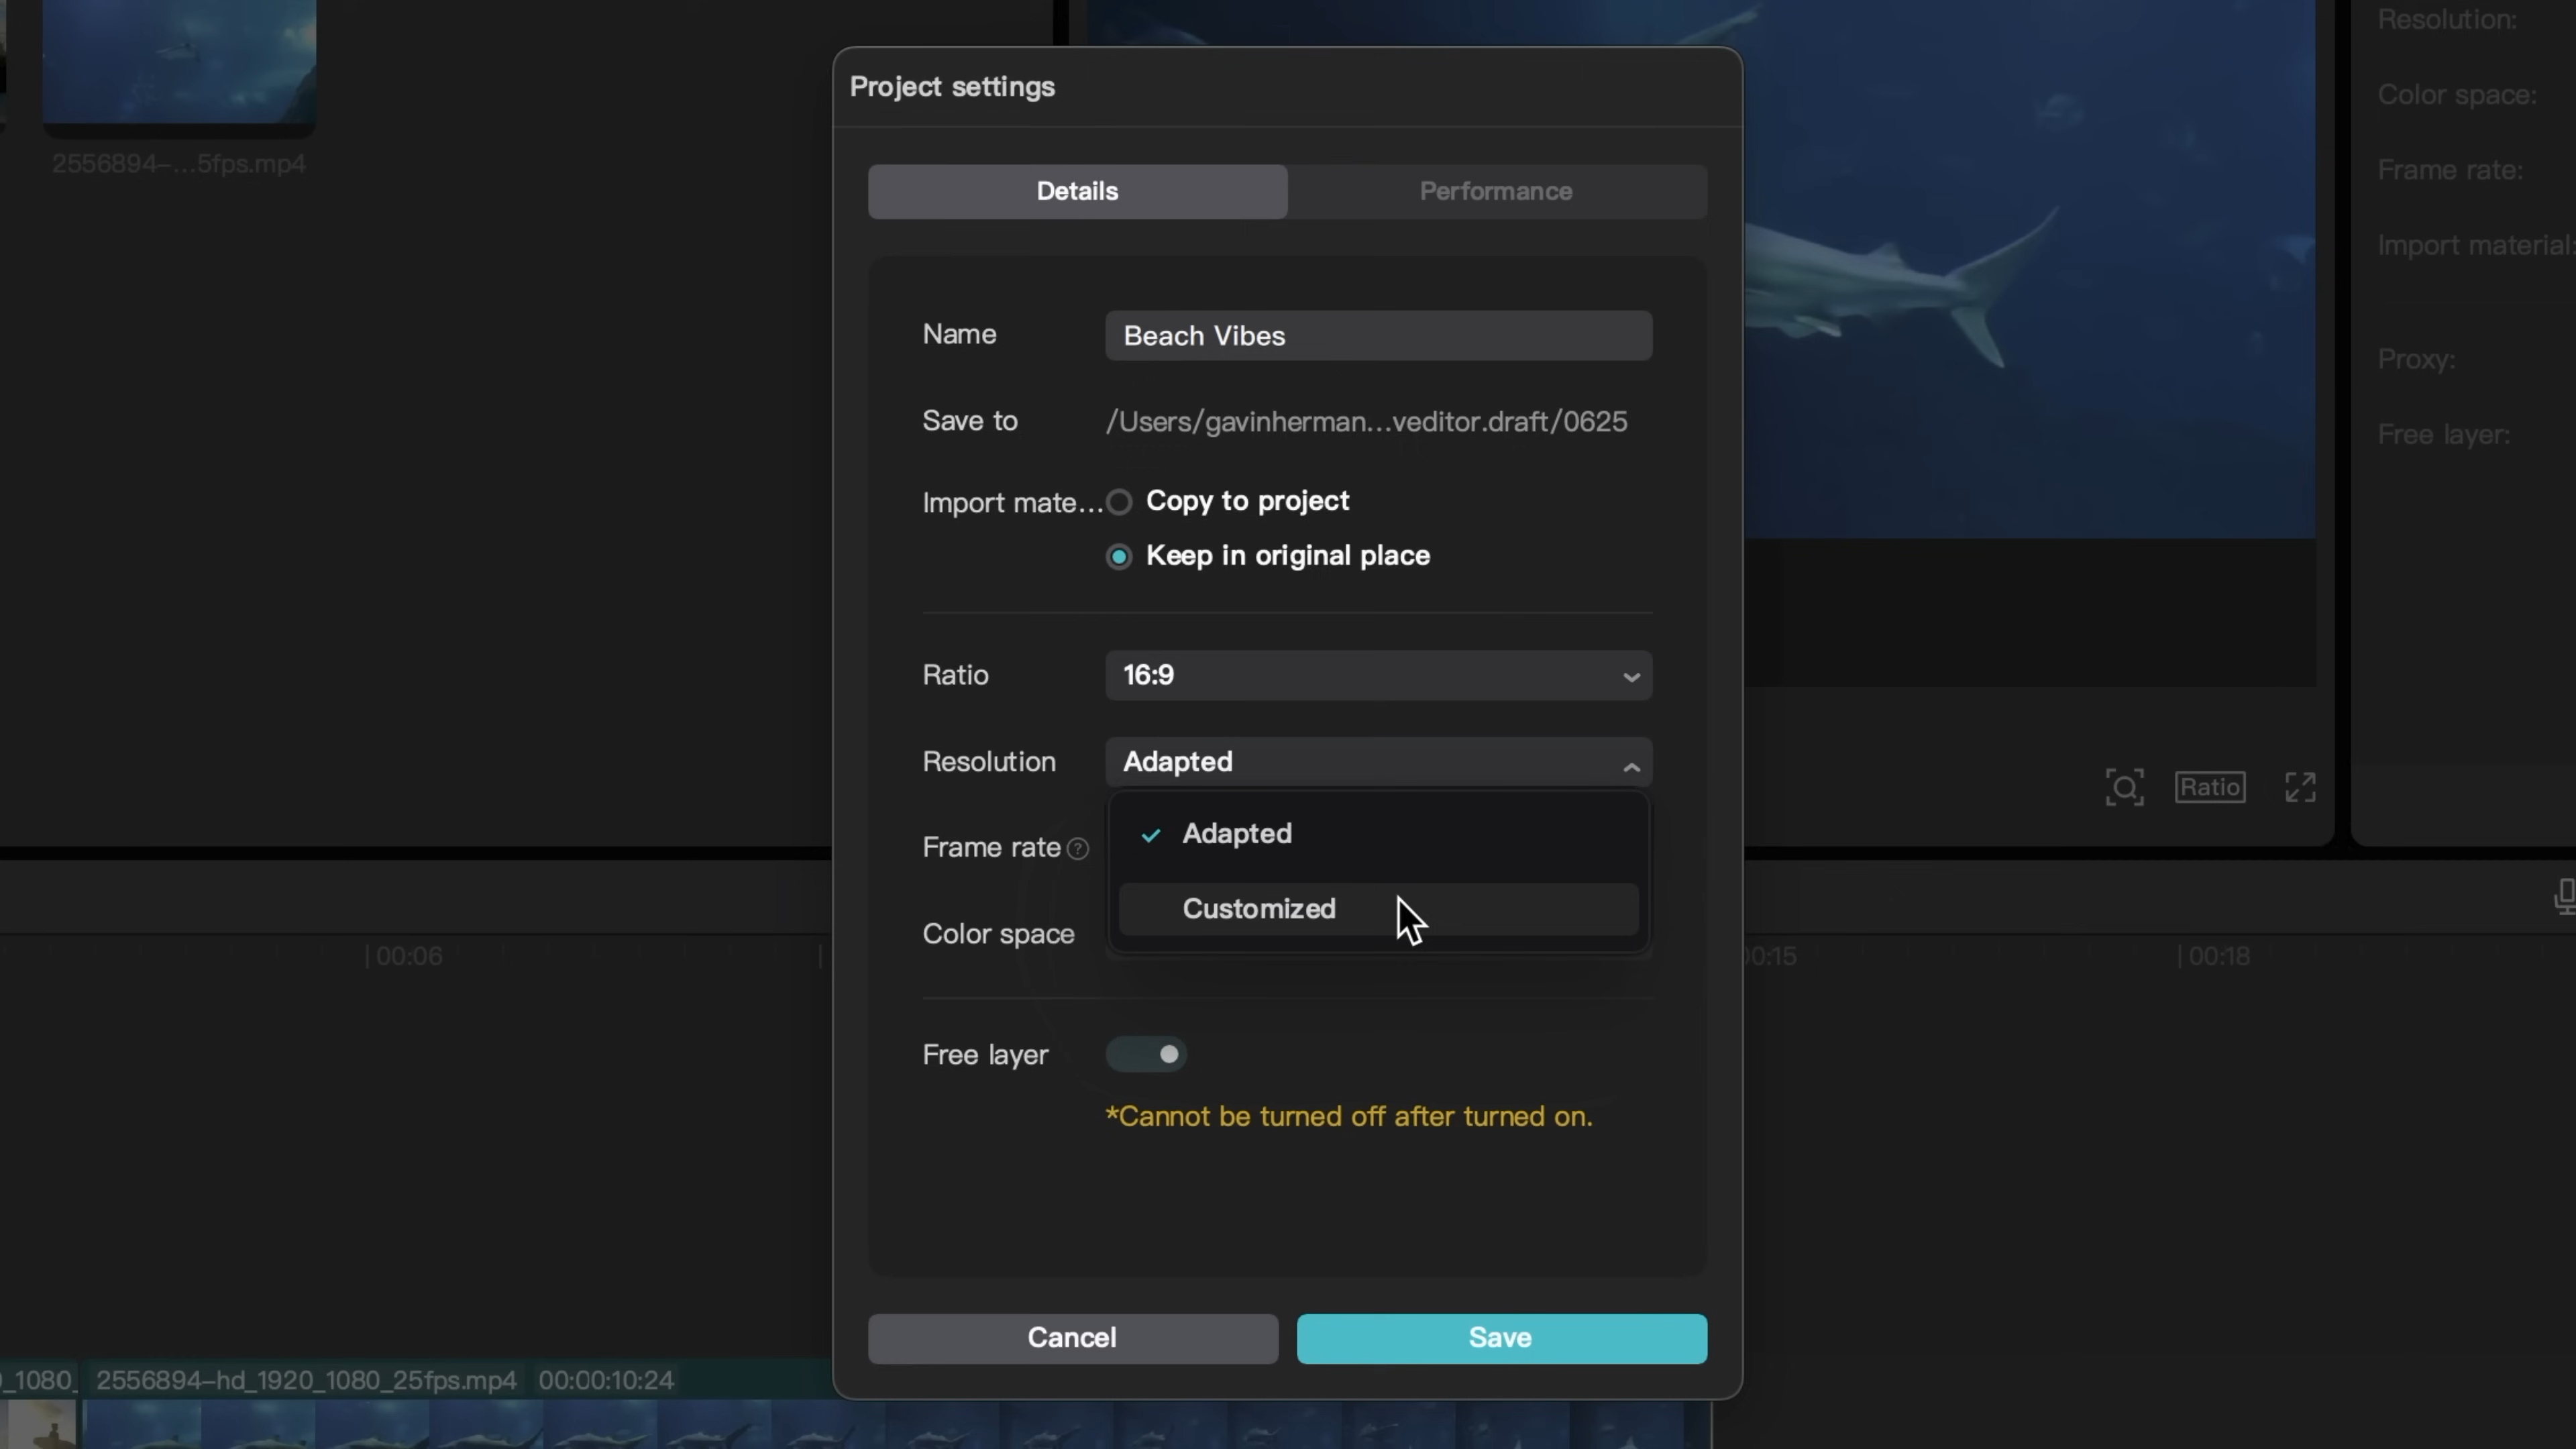 Resolution:
Color space:
Frame rate:
Import material:
Proxy:
Free layer:
2556894-...5fps.mp4
Project settings
Details
Performance
Name
Beach Vibes
Save to
/Users/gavinherman...veditor.draft/0625
Import mate...
Copy to project
Keep in original place
Ratio
16:9
Resolution
Adapted
Adapted
Customized
Frame rate ?
Color space
Free layer
*Cannot be turned off after turned on.
Cancel
Save
Ratio
00:06
00:15
00:18
_1080_
2556894-hd_1920_1080_25fps.mp4 00:00:10:24